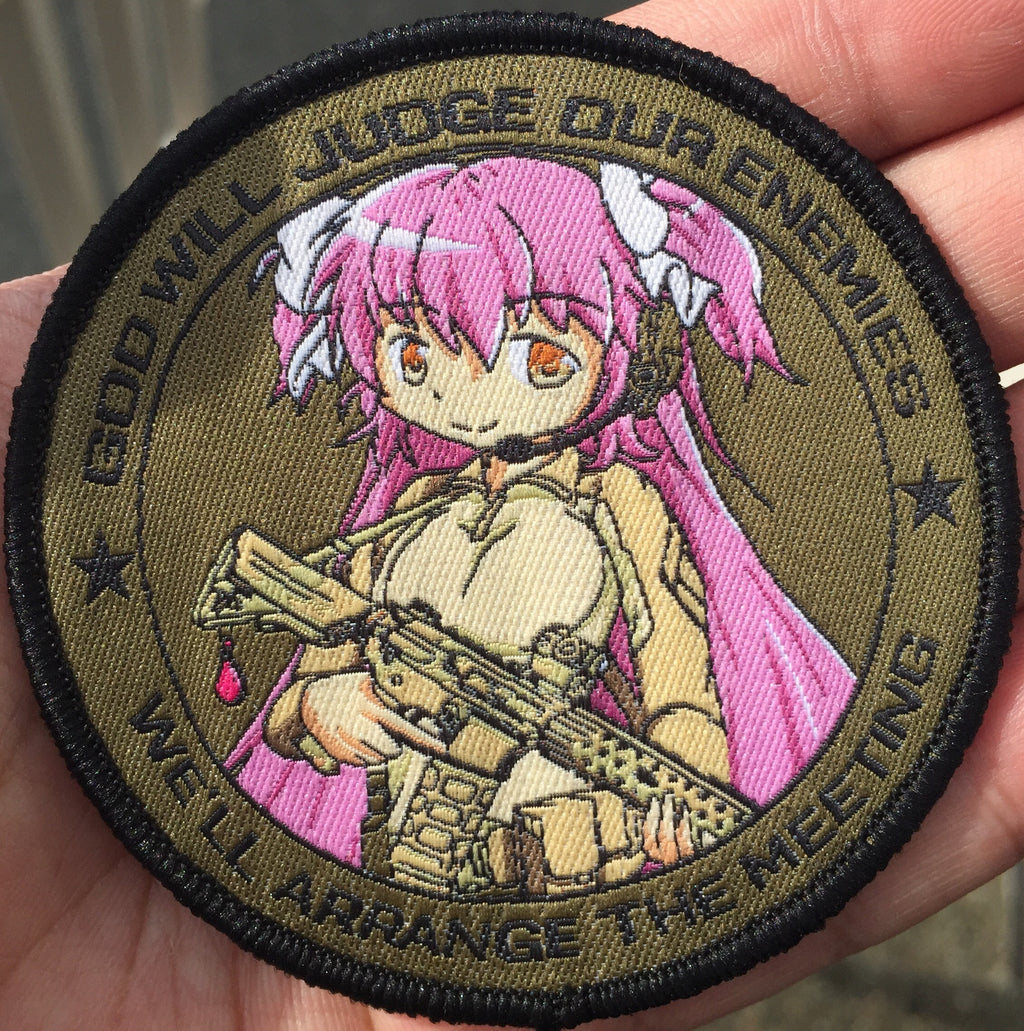 GOD WILL JUDGE OUR ENEMIES
WE'LL ARRANGE THE MEETING